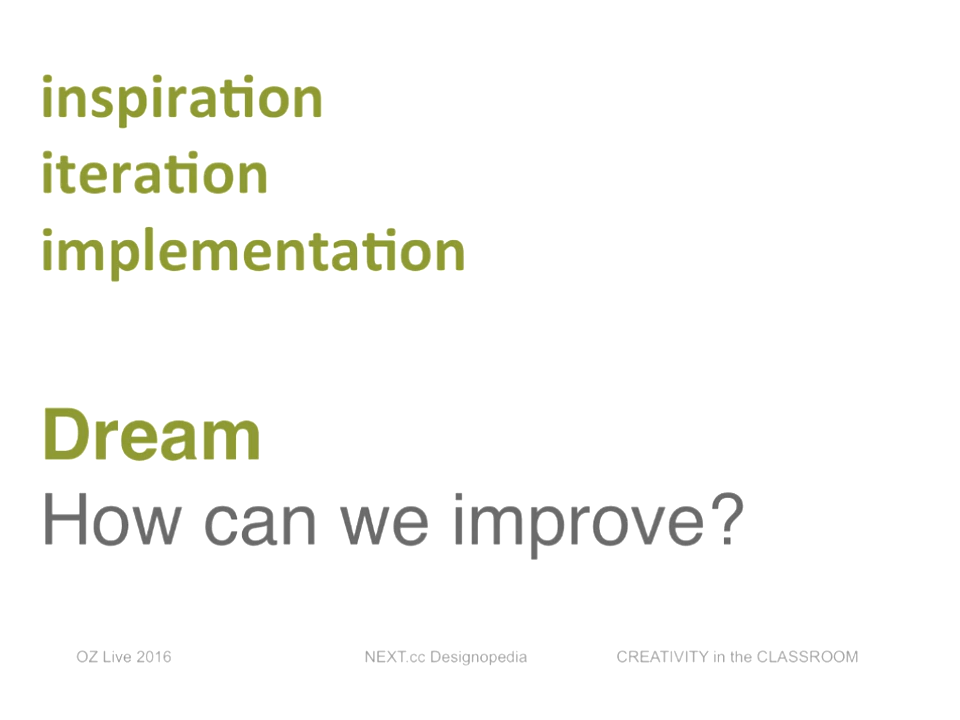 inspiration
iteration
implementation
Dream
How can we improve?
OZ Live 2016 NEXT.cc Designopedia CREATIVITY in the CLASSROOM